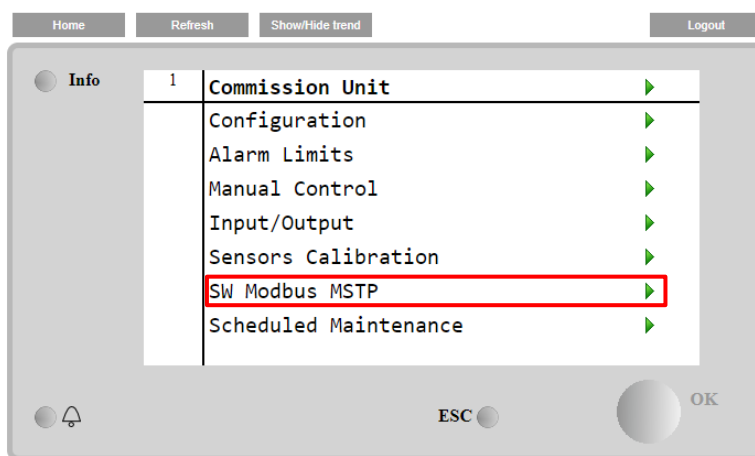 Home Refresh Show/Hide trend Logout
Info
1 Commission Unit
Configuration
Alarm Limits
Manual Control
Input/Output
Sensors Calibration
SW Modbus MSTP
Scheduled Maintenance
ESC OK